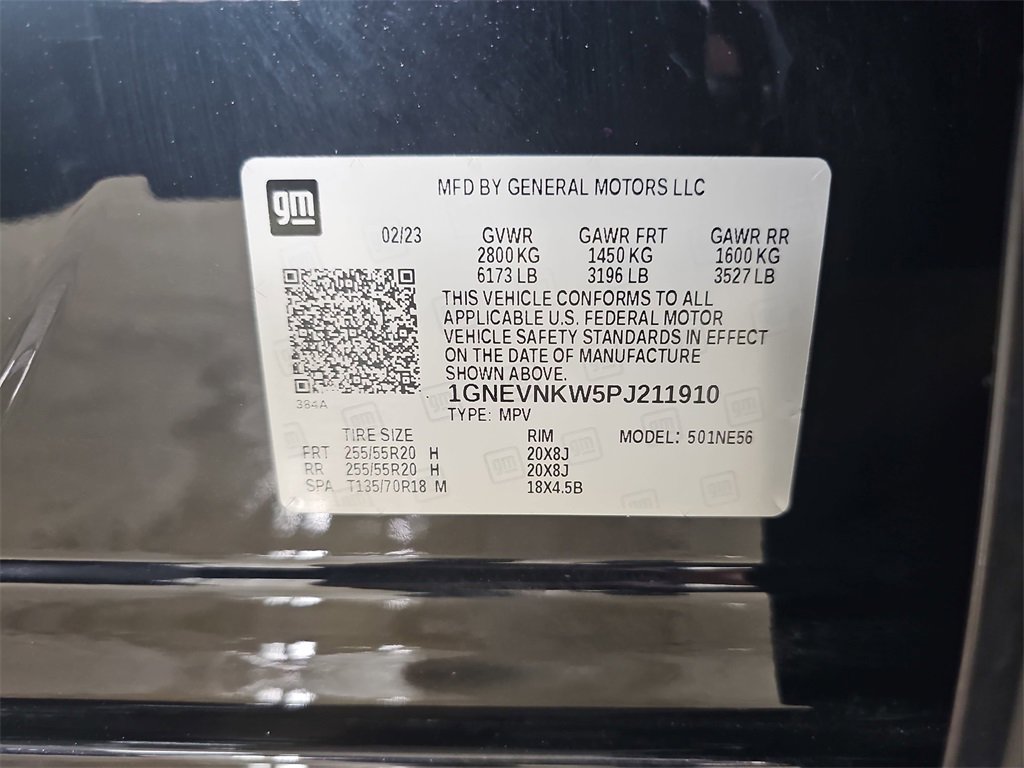 gm
MFD BY GENERAL MOTORS LLC
02/23 GVWR GAWR FRT GAWR RR
2800 KG 1450 KG 1600 KG
6173 LB 3196 LB 3527 LB
THIS VEHICLE CONFORMS TO ALL
APPLICABLE U.S. FEDERAL MOTOR
VEHICLE SAFETY STANDARDS IN EFFECT
ON THE DATE OF MANUFACTURE
SHOWN ABOVE.
1GNEVNKW5PJ211910
384A
TYPE: MPV
TIRE SIZE RIM MODEL: 501NE56
FRT 255/55R20 H 20X8J
RR 255/55R20 H 20X8J
SPA T135/70R18 M 18X4.5B